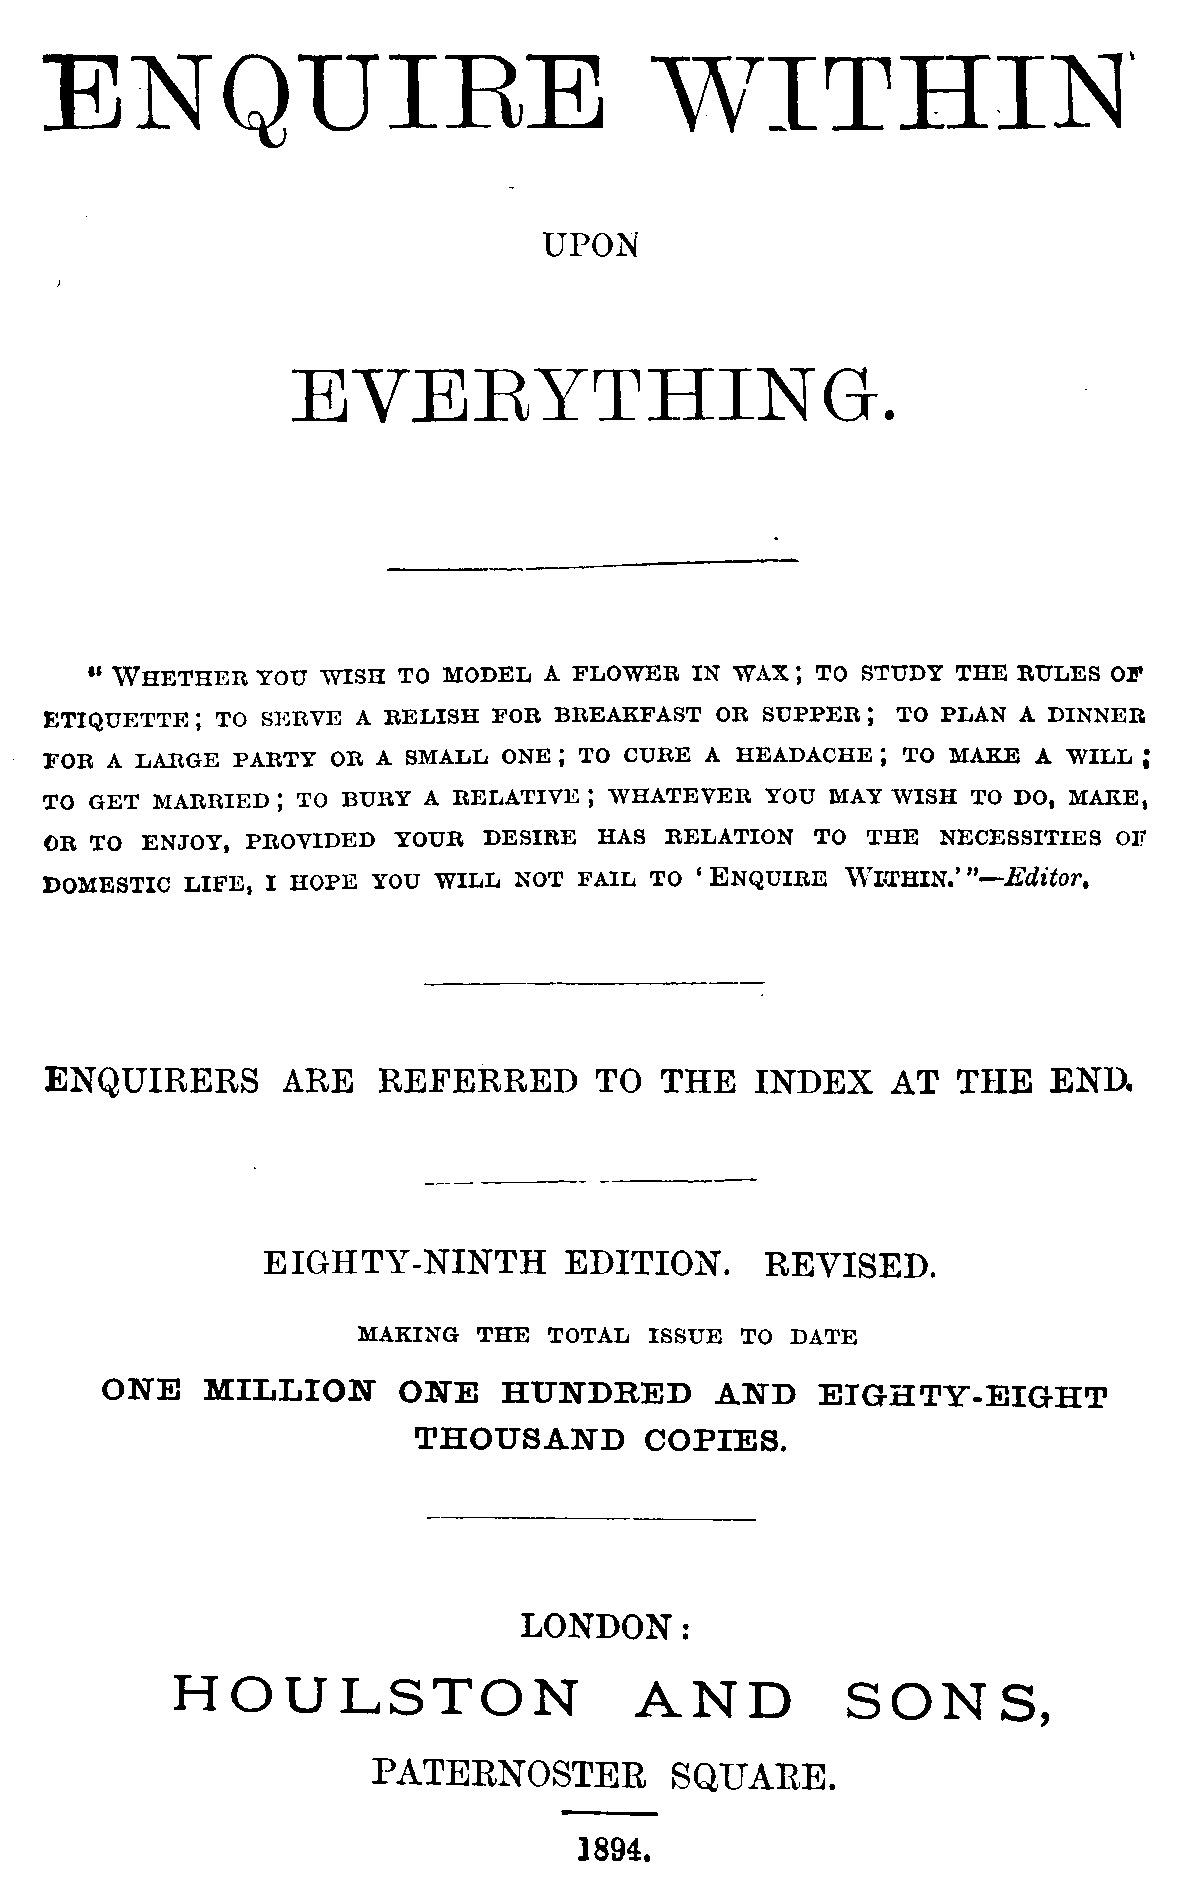 ENQUIRE WITHIN
UPON
EVERYTHING.
“ WHETHER YOU WISH TO MODEL A FLOWER IN WAX; TO STUDY THE RULES OF
ETIQUETTE; TO SERVE A RELISH FOR BREAKFAST OR SUPPER; TO PLAN A DINNER
FOR A LARGE PARTY OR A SMALL ONE; TO CURE A HEADACHE; TO MAKE A WILL;
TO GET MARRIED; TO BURY A RELATIVE; WHATEVER YOU MAY WISH TO DO, MAKE,
OR TO ENJOY, PROVIDED YOUR DESIRE HAS RELATION TO THE NECESSITIES OF
DOMESTIC LIFE, I HOPE YOU WILL NOT FAIL TO ‘ENQUIRE WITHIN.’”—Editor.
ENQUIRERS ARE REFERRED TO THE INDEX AT THE END.
EIGHTY-NINTH EDITION. REVISED.
MAKING THE TOTAL ISSUE TO DATE
ONE MILLION ONE HUNDRED AND EIGHTY-EIGHT
THOUSAND COPIES.
LONDON:
HOULSTON AND SONS,
PATERNOSTER SQUARE.
1894.